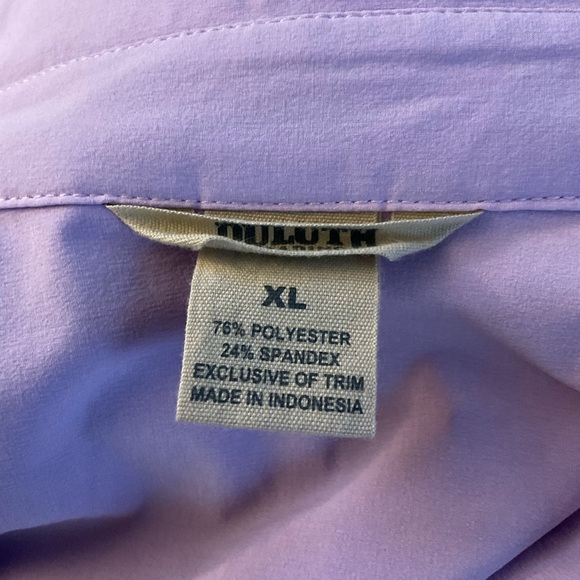 DULUTH
XL
76% POLYESTER
24% SPANDEX
EXCLUSIVE OF TRIM
MADE IN INDONESIA